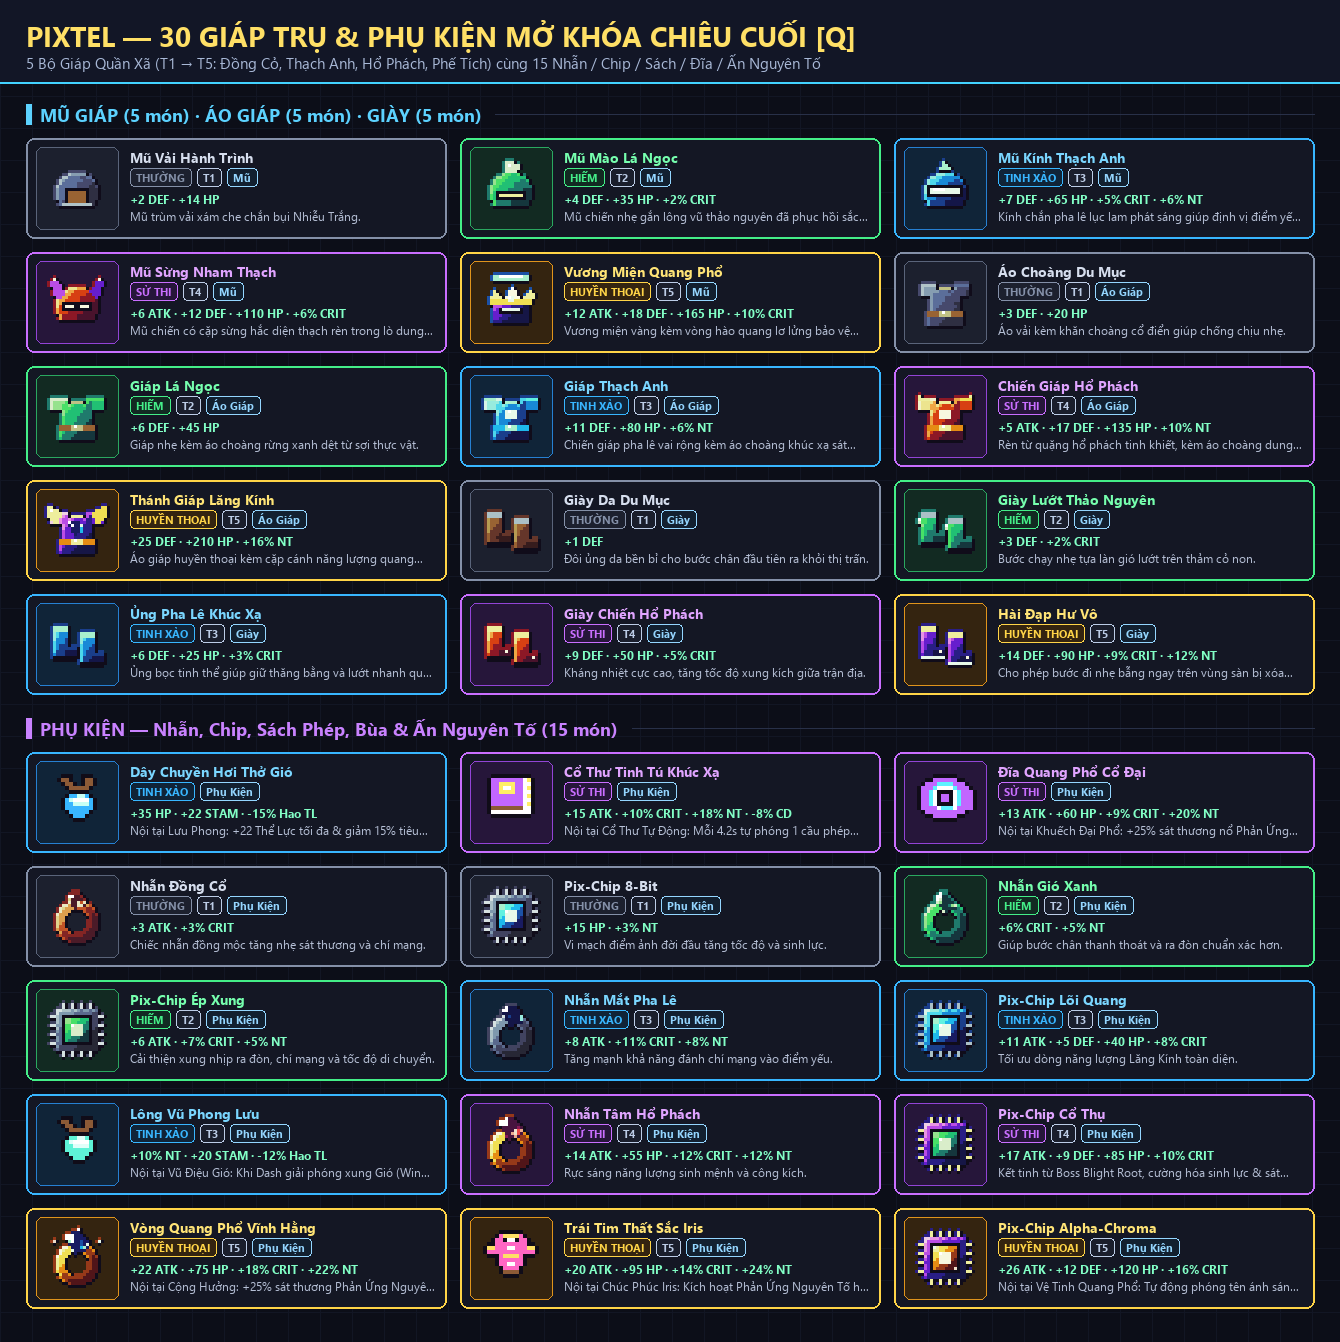 PIXTEL — 30 GIÁP TRỤ & PHỤ KIỆN MỞ KHÓA CHIÊU CUỐI [Q]
5 Bộ Giáp Quần Xã (T1 → T5: Đồng Cỏ, Thạch Anh, Hổ Phách, Phế Tích) cùng 15 Nhẫn / Chip / Sách / Đĩa / Ấn Nguyên Tố
MŨ GIÁP (5 món) · ÁO GIÁP (5 món) · GIÀY (5 món)
Mũ Vải Hành Trình
THƯỜNG T1 Mũ
+2 DEF · +14 HP
Mũ trùm vải xám che chắn bụi Nhiễu Trắng.
Mũ Mào Lá Ngọc
HIẾM T2 Mũ
+4 DEF · +35 HP · +2% CRIT
Mũ chiến nhẹ gắn lông vũ thảo nguyên đã phục hồi sắc...
Mũ Kính Thạch Anh
TINH XẢO T3 Mũ
+7 DEF · +65 HP · +5% CRIT · +6% NT
Kính chắn pha lê lục lam phát sáng giúp định vị điểm yế...
Mũ Sừng Nham Thạch
SỬ THI T4 Mũ
+6 ATK · +12 DEF · +110 HP · +6% CRIT
Mũ chiến có cặp sừng hắc diện thạch rèn trong lò dung...
Vương Miện Quang Phổ
HUYỀN THOẠI T5 Mũ
+12 ATK · +18 DEF · +165 HP · +10% CRIT
Vương miện vàng kèm vòng hào quang lơ lửng bảo vệ...
Áo Choàng Du Mục
THƯỜNG T1 Áo Giáp
+3 DEF · +20 HP
Áo vải kèm khăn choàng cổ điển giúp chống chịu nhẹ.
Giáp Lá Ngọc
HIẾM T2 Áo Giáp
+6 DEF · +45 HP
Giáp nhẹ kèm áo choàng rừng xanh dệt từ sợi thực vật.
Giáp Thạch Anh
TINH XẢO T3 Áo Giáp
+11 DEF · +80 HP · +6% NT
Chiến giáp pha lê vai rộng kèm áo choàng khúc xạ sát...
Chiến Giáp Hổ Phách
SỬ THI T4 Áo Giáp
+5 ATK · +17 DEF · +135 HP · +10% NT
Rèn từ quặng hổ phách tinh khiết, kèm áo choàng dung...
Thánh Giáp Lăng Kính
HUYỀN THOẠI T5 Áo Giáp
+25 DEF · +210 HP · +16% NT
Áo giáp huyền thoại kèm cặp cánh năng lượng quang...
Giày Da Du Mục
THƯỜNG T1 Giày
+1 DEF
Đôi ủng da bền bỉ cho bước chân đầu tiên ra khỏi thị trấn.
Giày Lướt Thảo Nguyên
HIẾM T2 Giày
+3 DEF · +2% CRIT
Bước chạy nhẹ tựa làn gió lướt trên thảm cỏ non.
Ủng Pha Lê Khúc Xạ
TINH XẢO T3 Giày
+6 DEF · +25 HP · +3% CRIT
Ủng bọc tinh thể giúp giữ thăng bằng và lướt nhanh qu...
Giày Chiến Hổ Phách
SỬ THI T4 Giày
+9 DEF · +50 HP · +5% CRIT
Kháng nhiệt cực cao, tăng tốc độ xung kích giữa trận địa.
Hài Đạp Hư Vô
HUYỀN THOẠI T5 Giày
+14 DEF · +90 HP · +9% CRIT · +12% NT
Cho phép bước đi nhẹ bẫng ngay trên vùng sàn bị xóa...
PHỤ KIỆN — Nhẫn, Chip, Sách Phép, Bùa & Ấn Nguyên Tố (15 món)
Dây Chuyền Hơi Thở Gió
TINH XẢO Phụ Kiện
+35 HP · +22 STAM · -15% Hao TL
Nội tại Lưu Phong: +22 Thể Lực tối đa & giảm 15% tiêu...
Cổ Thư Tinh Tú Khúc Xạ
SỬ THI Phụ Kiện
+15 ATK · +10% CRIT · +18% NT · -8% CD
Nội tại Cổ Thư Tự Động: Mỗi 4.2s tự phóng 1 cầu phép...
Đĩa Quang Phổ Cổ Đại
SỬ THI Phụ Kiện
+13 ATK · +60 HP · +9% CRIT · +20% NT
Nội tại Khuếch Đại Phổ: +25% sát thương nổ Phản Ứng...
Nhẫn Đồng Cổ
THƯỜNG T1 Phụ Kiện
+3 ATK · +3% CRIT
Chiếc nhẫn đồng mộc tăng nhẹ sát thương và chí mạng.
Pix-Chip 8-Bit
THƯỜNG T1 Phụ Kiện
+15 HP · +3% NT
Vi mạch điểm ảnh đời đầu tăng tốc độ và sinh lực.
Nhẫn Gió Xanh
HIẾM T2 Phụ Kiện
+6% CRIT · +5% NT
Giúp bước chân thanh thoát và ra đòn chuẩn xác hơn.
Pix-Chip Ép Xung
HIẾM T2 Phụ Kiện
+6 ATK · +7% CRIT · +5% NT
Cải thiện xung nhịp ra đòn, chí mạng và tốc độ di chuyển.
Nhẫn Mắt Pha Lê
TINH XẢO T3 Phụ Kiện
+8 ATK · +11% CRIT · +8% NT
Tăng mạnh khả năng đánh chí mạng vào điểm yếu.
Pix-Chip Lõi Quang
TINH XẢO T3 Phụ Kiện
+11 ATK · +5 DEF · +40 HP · +8% CRIT
Tối ưu dòng năng lượng Lăng Kính toàn diện.
Lông Vũ Phong Lưu
TINH XẢO T3 Phụ Kiện
+10% NT · +20 STAM · -12% Hao TL
Nội tại Vũ Điệu Gió: Khi Dash giải phóng xung Gió (Win...
Nhẫn Tâm Hổ Phách
SỬ THI T4 Phụ Kiện
+14 ATK · +55 HP · +12% CRIT · +12% NT
Rực sáng năng lượng sinh mệnh và công kích.
Pix-Chip Cổ Thụ
SỬ THI T4 Phụ Kiện
+17 ATK · +9 DEF · +85 HP · +10% CRIT
Kết tinh từ Boss Blight Root, cường hóa sinh lực & sát...
Vòng Quang Phổ Vĩnh Hằng
HUYỀN THOẠI T5 Phụ Kiện
+22 ATK · +75 HP · +18% CRIT · +22% NT
Nội tại Cộng Hưởng: +25% sát thương Phản Ứng Nguyê...
Trái Tim Thất Sắc Iris
HUYỀN THOẠI T5 Phụ Kiện
+20 ATK · +95 HP · +14% CRIT · +24% NT
Nội tại Chúc Phúc Iris: Kích hoạt Phản Ứng Nguyên Tố h...
Pix-Chip Alpha-Chroma
HUYỀN THOẠI T5 Phụ Kiện
+26 ATK · +12 DEF · +120 HP · +16% CRIT
Nội tại Vệ Tinh Quang Phổ: Tự động phóng tên ánh sán...